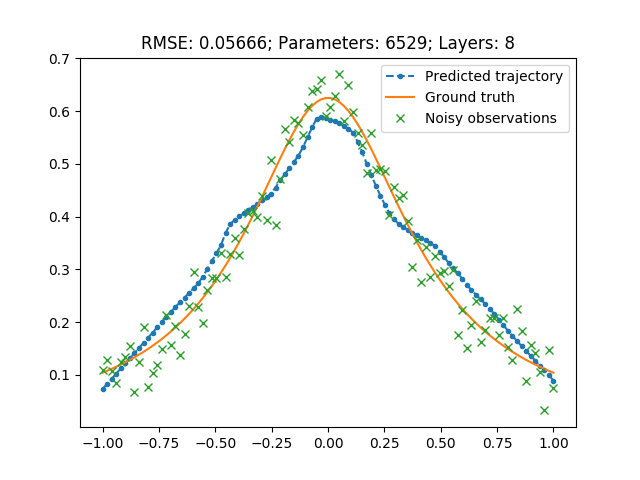 RMSE: 0.05666; Parameters: 6529; Layers: 8
0.7
0.6
0.5
0.4
0.3
0.2
0.1
Predicted trajectory
Ground truth
Noisy observations
−1.00 −0.75 −0.50 −0.25 0.00 0.25 0.50 0.75 1.00